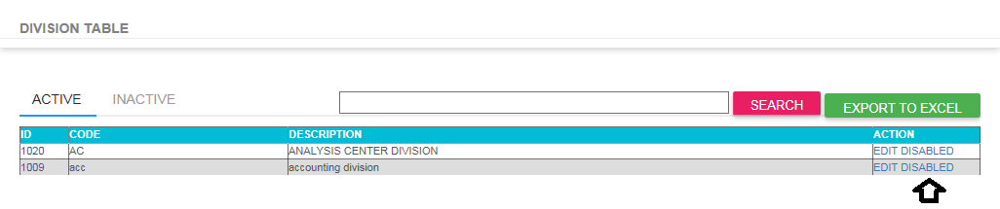 DIVISION TABLE
ACTIVE INACTIVE SEARCH EXPORT TO EXCEL
ID CODE DESCRIPTION ACTION
1020 AC ANALYSIS CENTER DIVISION EDIT DISABLED
1009 acc accounting division EDIT DISABLED